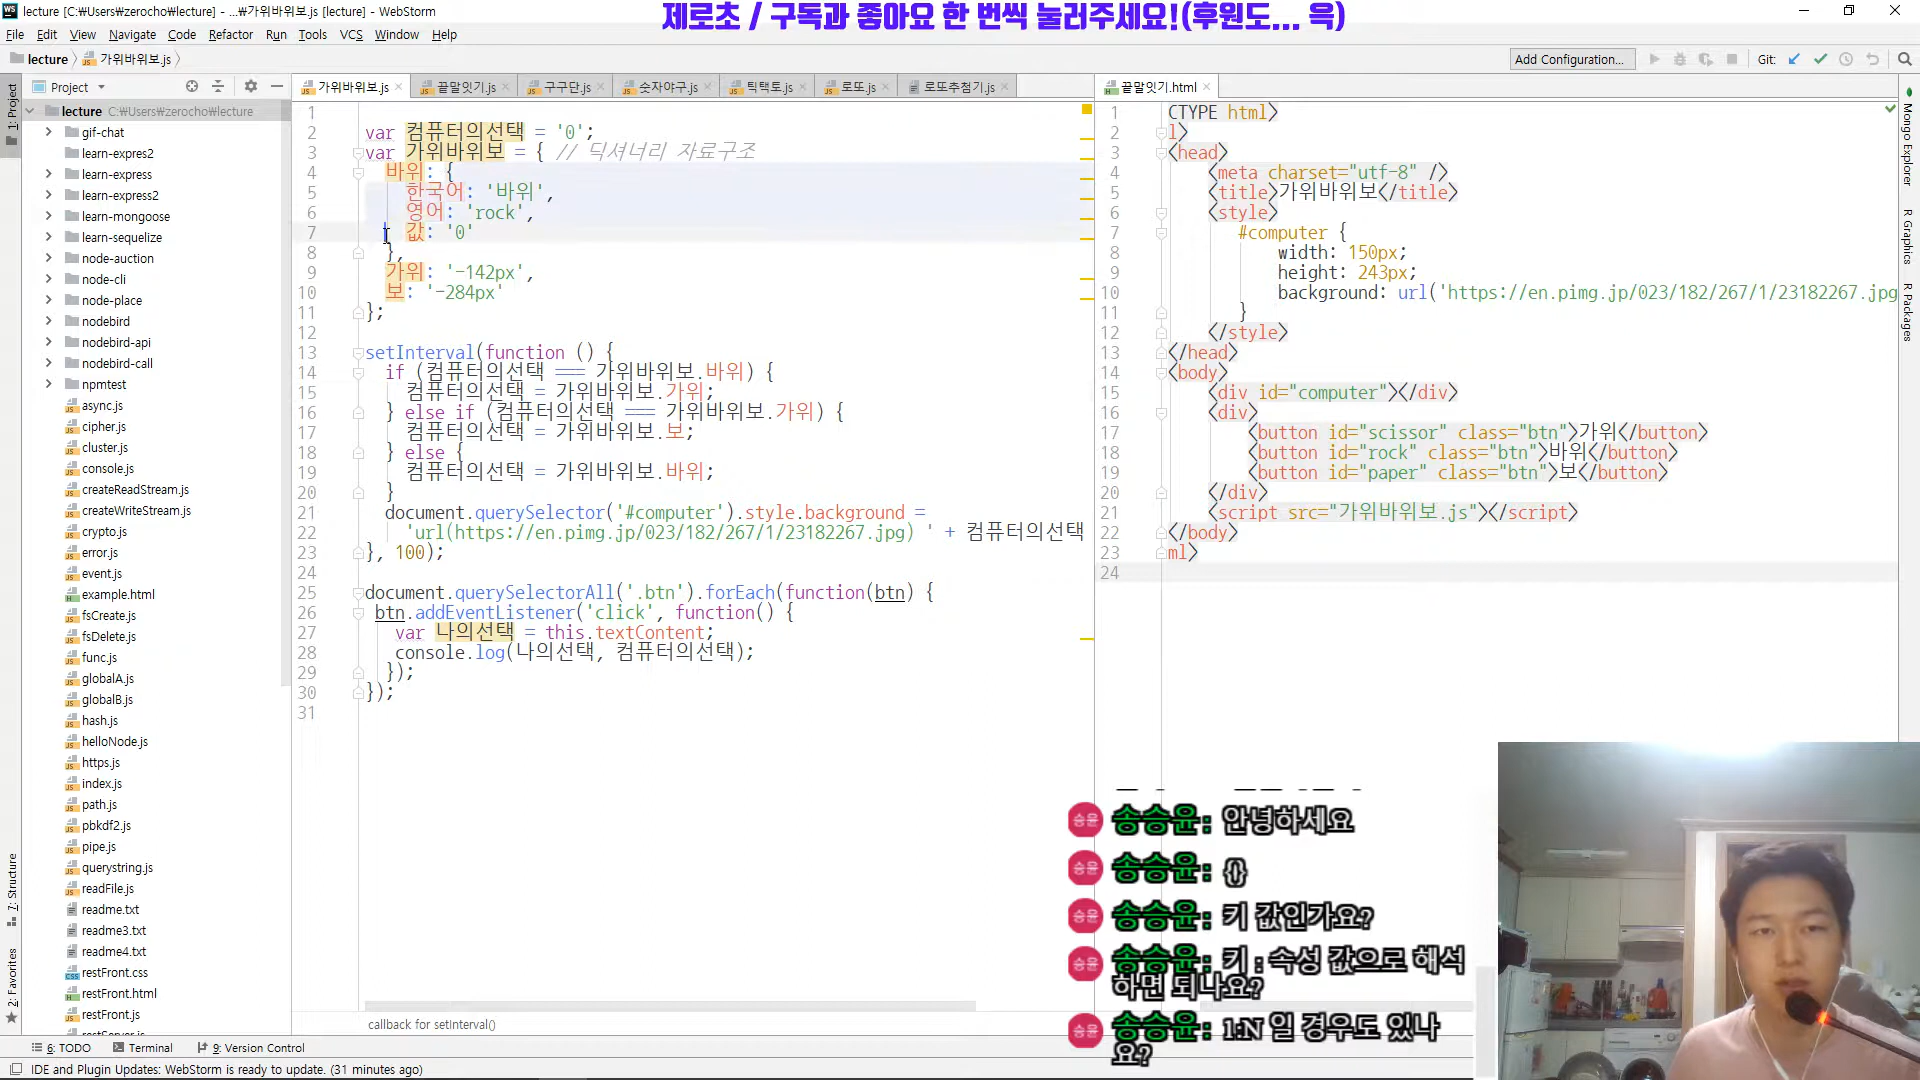 lecture [C:\Users\zerocho\lecture] - ...\가위바위보.js [lecture] - WebStorm
제로초 / 구독과 좋아요 한 번씩 눌러주세요!(후원도... 윽)
File Edit View Navigate Code Refactor Run Tools VCS Window Help
lecture 가위바위보.js
Add Configuration... Git:
Project
가위바위보.js 끝말잇기.js 구구단.js 숫자야구.js 틱택토.js 로또.js 로또추첨기.js 끝말잇기.html
1: Project
7: Structure
2: Favorites
Mongo Explorer
R Graphics
R Packages
lecture C:\Users\zerocho\lecture
gif-chat
learn-expres2
learn-express
learn-express2
learn-mongoose
learn-sequelize
node-auction
node-cli
node-place
nodebird
nodebird-api
nodebird-call
npmtest
async.js
cipher.js
cluster.js
console.js
createReadStream.js
createWriteStream.js
crypto.js
error.js
event.js
example.html
fsCreate.js
fsDelete.js
func.js
globalA.js
globalB.js
hash.js
helloNode.js
https.js
index.js
path.js
pbkdf2.js
pipe.js
querystring.js
readFile.js
readme.txt
readme3.txt
readme4.txt
restFront.css
restFront.html
restFront.js
restServer.js
1
2 var 컴퓨터의선택 = '0';
3 var 가위바위보 = { // 딕셔너리 자료구조
4 바위: {
5 한국어: '바위',
6 영어: 'rock',
7 값: '0'
8 },
9 가위: '-142px',
10 보: '-284px'
11 };
12
13 setInterval(function () {
14 if (컴퓨터의선택 === 가위바위보.바위) {
15 컴퓨터의선택 = 가위바위보.가위;
16 } else if (컴퓨터의선택 === 가위바위보.가위) {
17 컴퓨터의선택 = 가위바위보.보;
18 } else {
19 컴퓨터의선택 = 가위바위보.바위;
20 }
21 document.querySelector('#computer').style.background =
22 'url(https://en.pimg.jp/023/182/267/1/23182267.jpg) ' + 컴퓨터의선택
23 }, 100);
24
25 document.querySelectorAll('.btn').forEach(function(btn) {
26 btn.addEventListener('click', function() {
27 var 나의선택 = this.textContent;
28 console.log(나의선택, 컴퓨터의선택);
29 });
30 });
31
callback for setInterval()
1 CTYPE html>
2 l>
3 <head>
4 <meta charset="utf-8" />
5 <title>가위바위보</title>
6 <style>
7 #computer {
8 width: 150px;
9 height: 243px;
10 background: url('https://en.pimg.jp/023/182/267/1/23182267.jpg
11 }
12 </style>
13 </head>
14 <body>
15 <div id="computer"></div>
16 <div>
17 <button id="scissor" class="btn">가위</button>
18 <button id="rock" class="btn">바위</button>
19 <button id="paper" class="btn">보</button>
20 </div>
21 <script src="가위바위보.js"></script>
22 </body>
23 ml>
24
승윤 송승윤: 안녕하세요
승윤 송승윤: {}
승윤 송승윤: 키 값인가요?
승윤 송승윤: 키 : 속성 값으로 해석
하면 되나요?
승윤 송승윤: 1:N 일 경우도 있나
요?
6: TODO Terminal 9: Version Control
IDE and Plugin Updates: WebStorm is ready to update. (31 minutes ago)